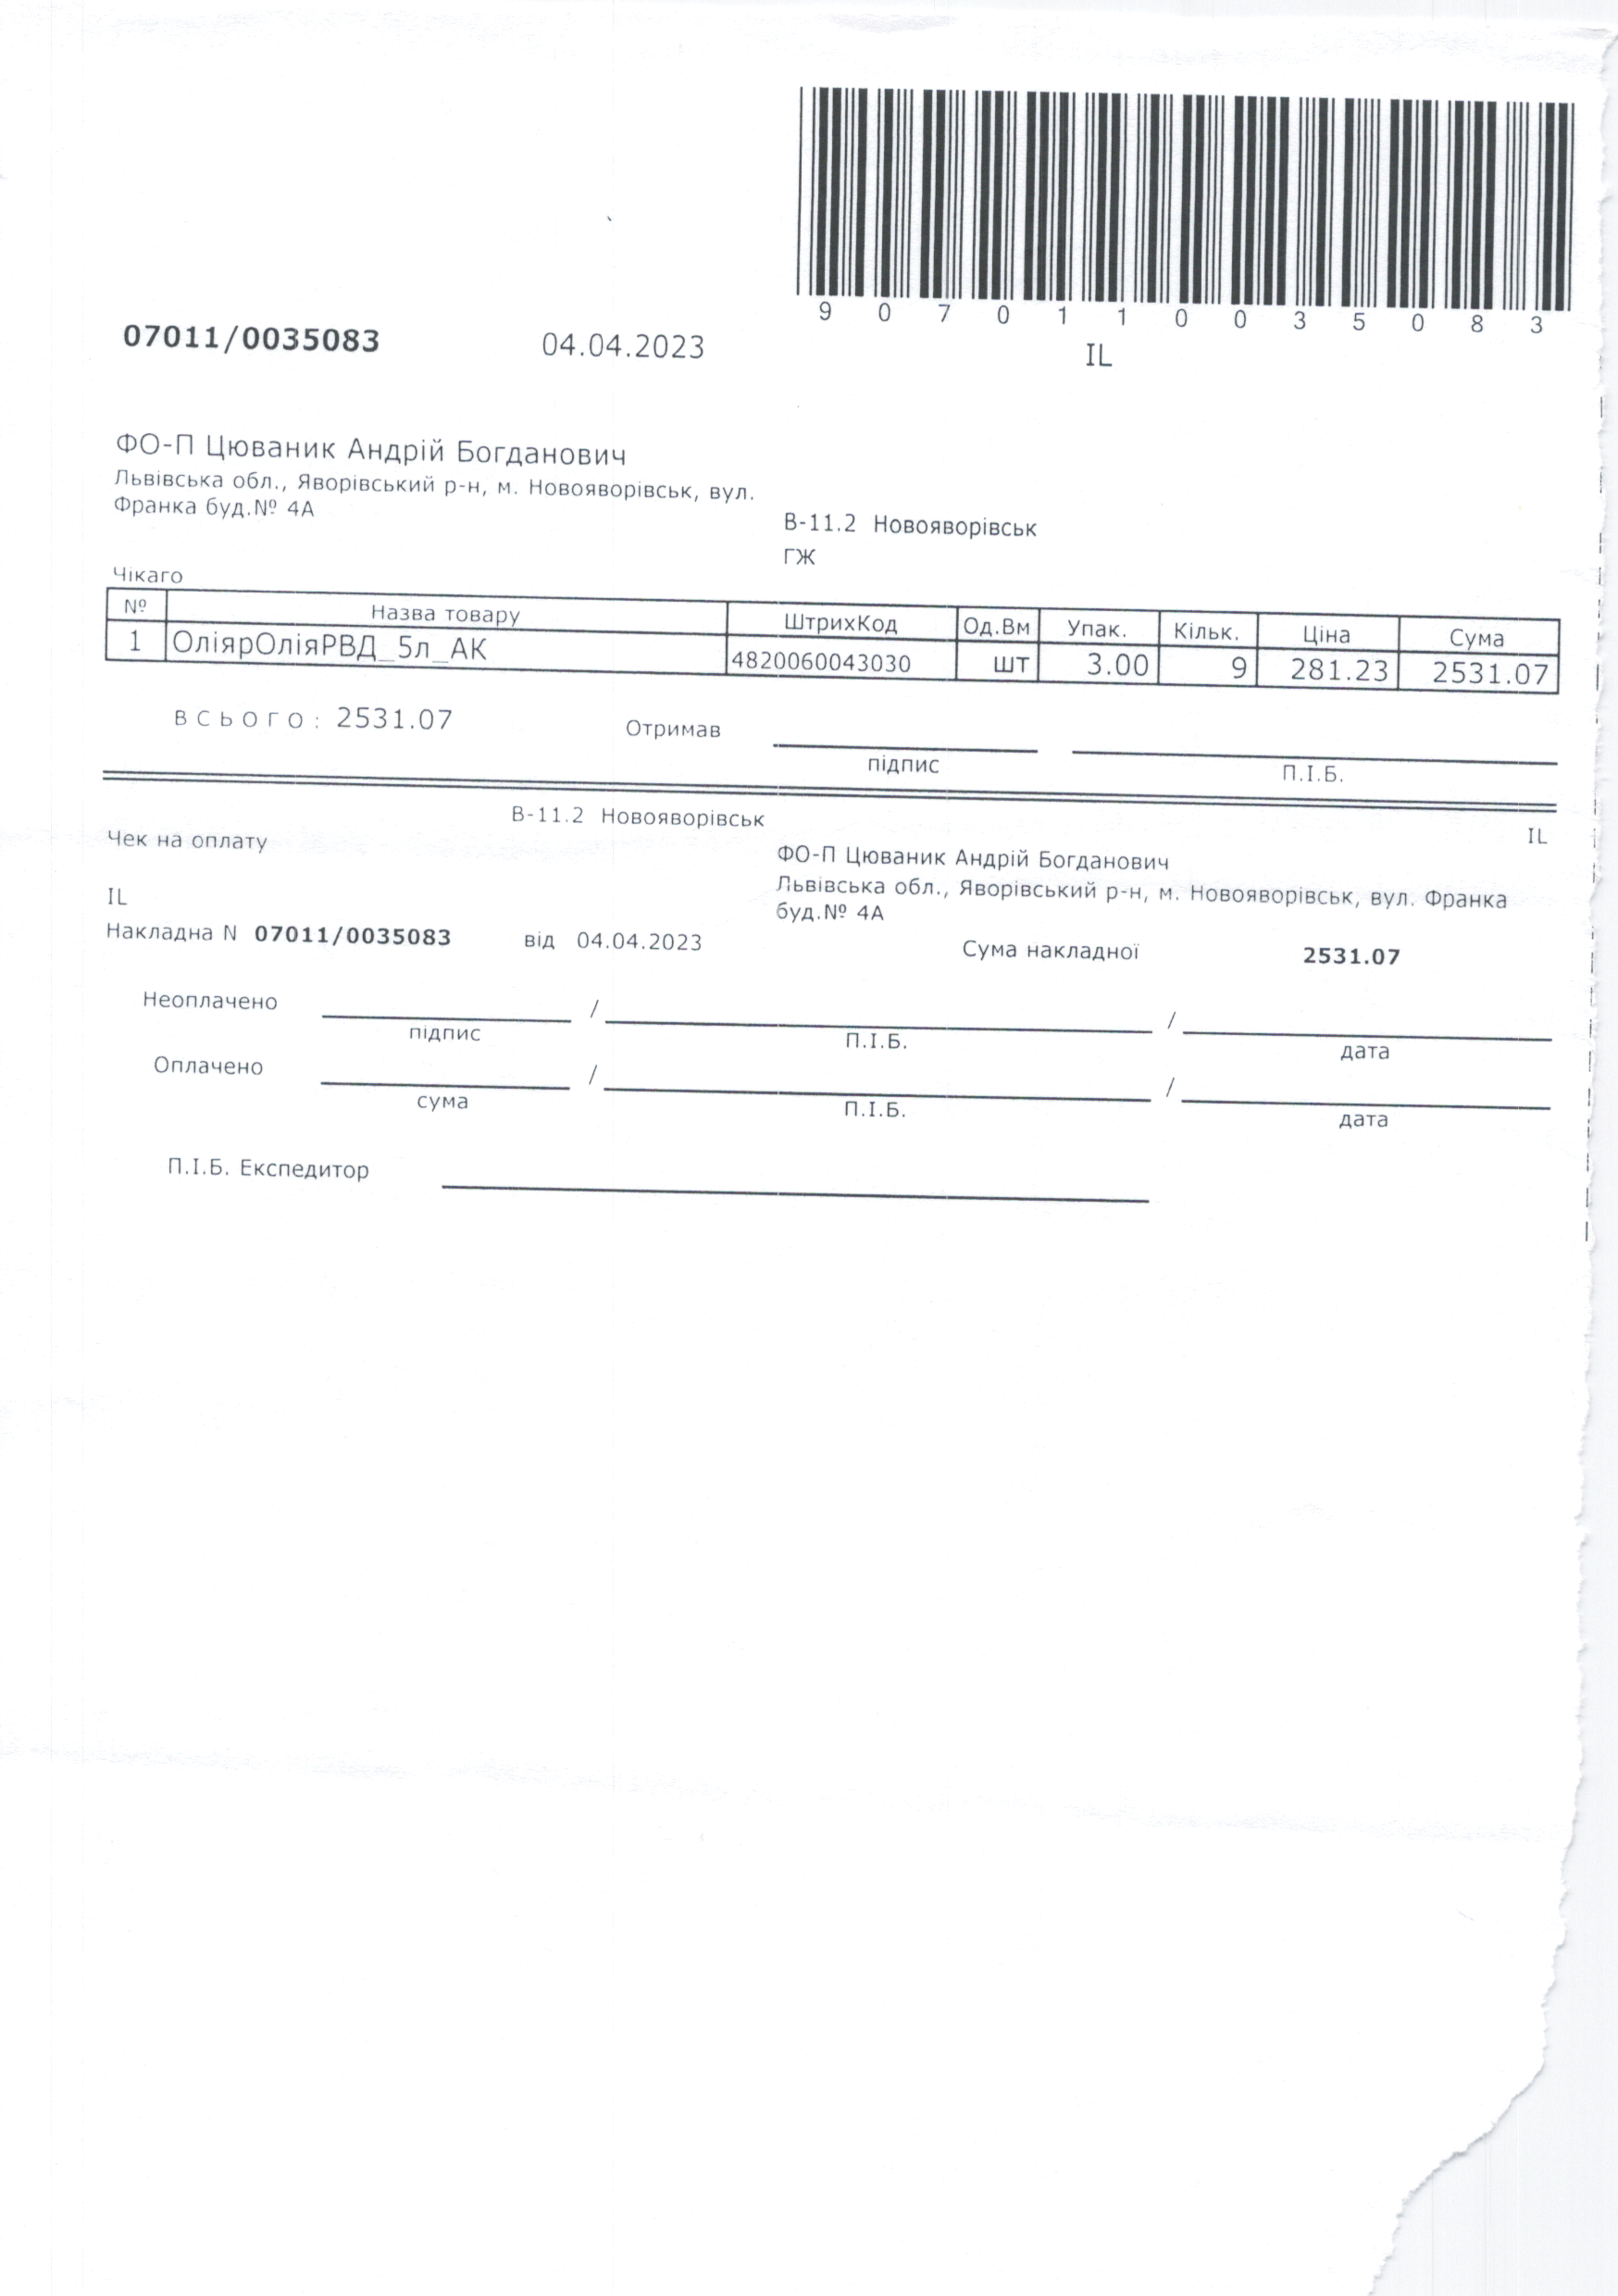 9 0 7 0 1 1 0 0 3 5 0 8 3
07011/0035083 04.04.2023 IL
ФО-П Цюваник Андрій Богданович
Львівська обл., Яворівський р-н, м. Новояворівськ, вул.
Франка буд.№ 4А
В-11.2 Новояворівськ
ГЖ
Чікаго
№ Назва товару ШтрихКод Од.Вм Упак. Кільк. Ціна Сума
1 ОліярОліяРВД_5л_АК 4820060043030 шт 3.00 9 281.23 2531.07
всього: 2531.07 Отримав
підпис П.І.Б.
В-11.2 Новояворівськ
Чек на оплату IL
ФО-П Цюваник Андрій Богданович
Львівська обл., Яворівський р-н, м. Новояворівськ, вул. Франка
буд.№ 4А
IL
Накладна N 07011/0035083 від 04.04.2023 Сума накладної 2531.07
Неоплачено / /
підпис П.І.Б. дата
Оплачено / /
сума П.І.Б. дата
П.І.Б. Експедитор